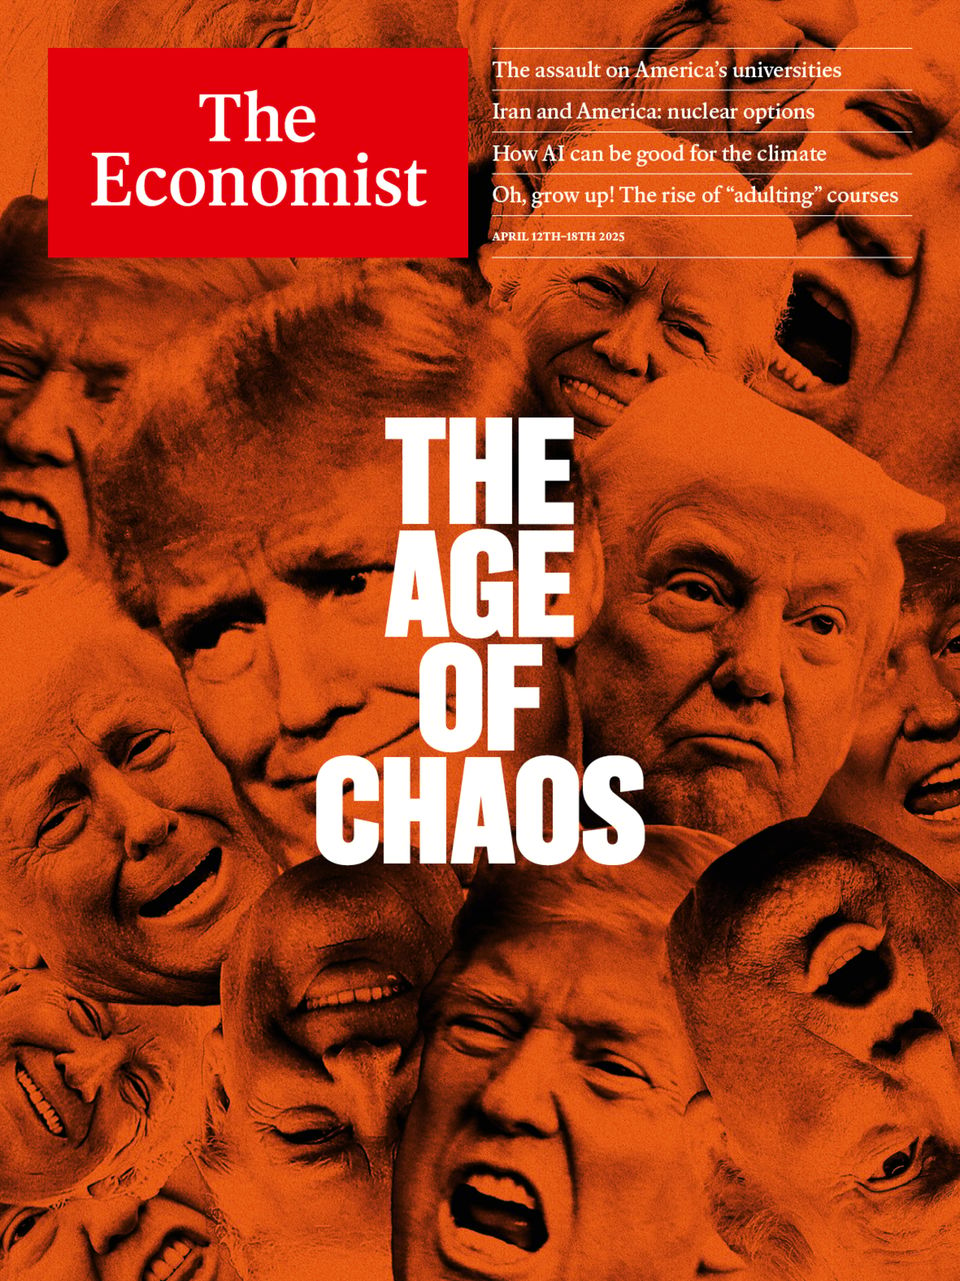 The
Economist
The assault on America’s universities
Iran and America: nuclear options
How AI can be good for the climate
Oh, grow up! The rise of “adulting” courses
APRIL 12TH–18TH 2025
THE
AGE
OF
CHAOS